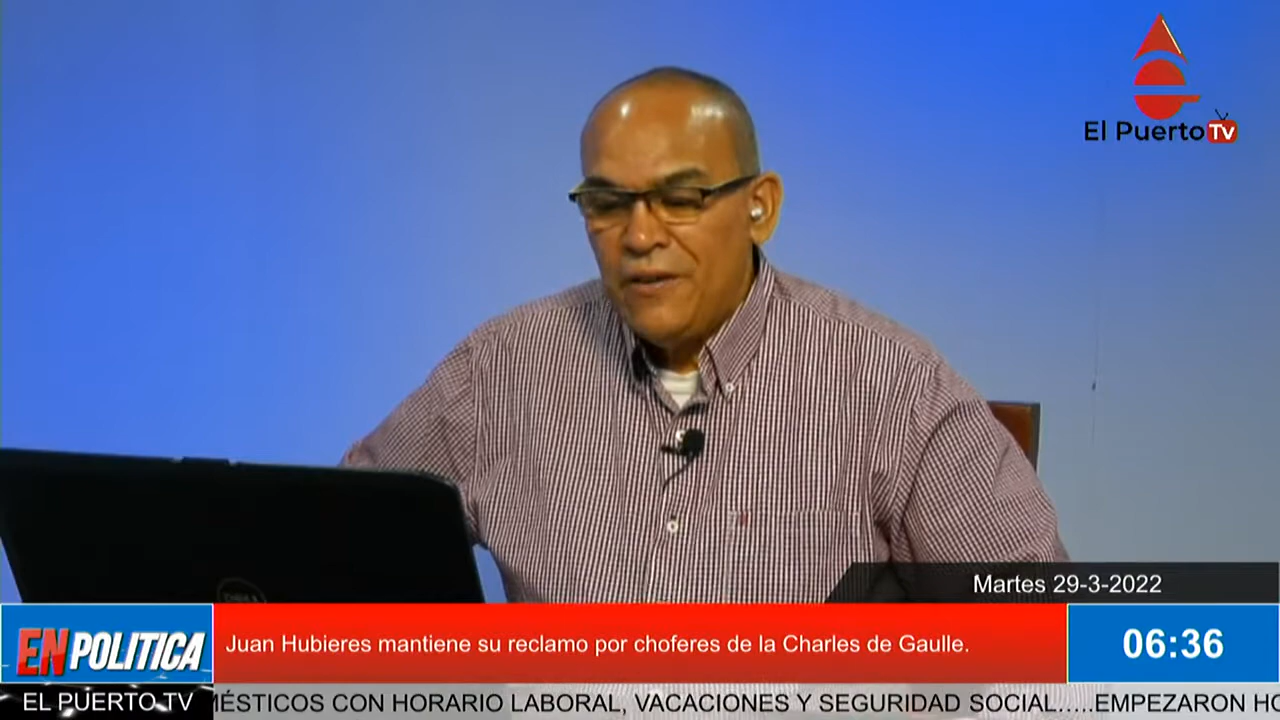 El Puerto Tv
Martes 29-3-2022
EN POLITICA
Juan Hubieres mantiene su reclamo por choferes de la Charles de Gaulle.
06:36
EL PUERTO TV
MÉSTICOS CON HORARIO LABORAL, VACACIONES Y SEGURIDAD SOCIAL.....EMPEZARON HO